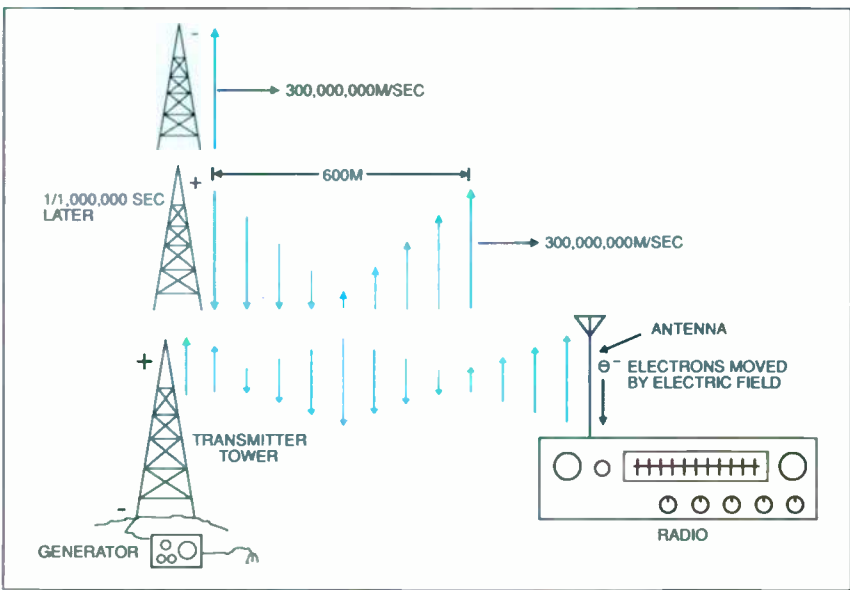 -
300,000,000M/SEC
+
600M
1/1,000,000 SEC
LATER
300,000,000M/SEC
ANTENNA
+
e- ELECTRONS MOVED
BY ELECTRIC FIELD
TRANSMITTER
TOWER
-
GENERATOR
RADIO